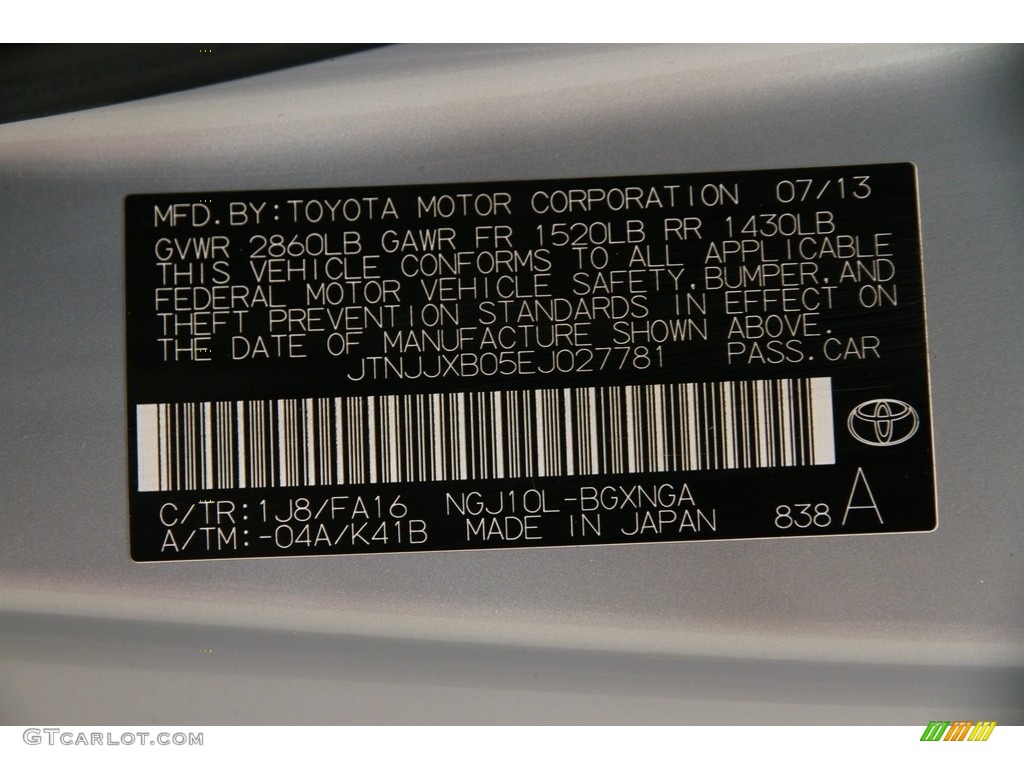 MFD.BY:TOYOTA MOTOR CORPORATION 07/13
GVWR 2860LB GAWR FR 1520LB RR 1430LB
THIS VEHICLE CONFORMS TO ALL APPLICABLE
FEDERAL MOTOR VEHICLE SAFETY,BUMPER,AND
THEFT PREVENTION STANDARDS IN EFFECT ON
THE DATE OF MANUFACTURE SHOWN ABOVE.
JTNJJXB05EJ027781 PASS.CAR
C/TR:1J8/FA16 NGJ10L-BGXNGA
A/TM:-04A/K41B MADE IN JAPAN 838 A
GTCARLOT.COM